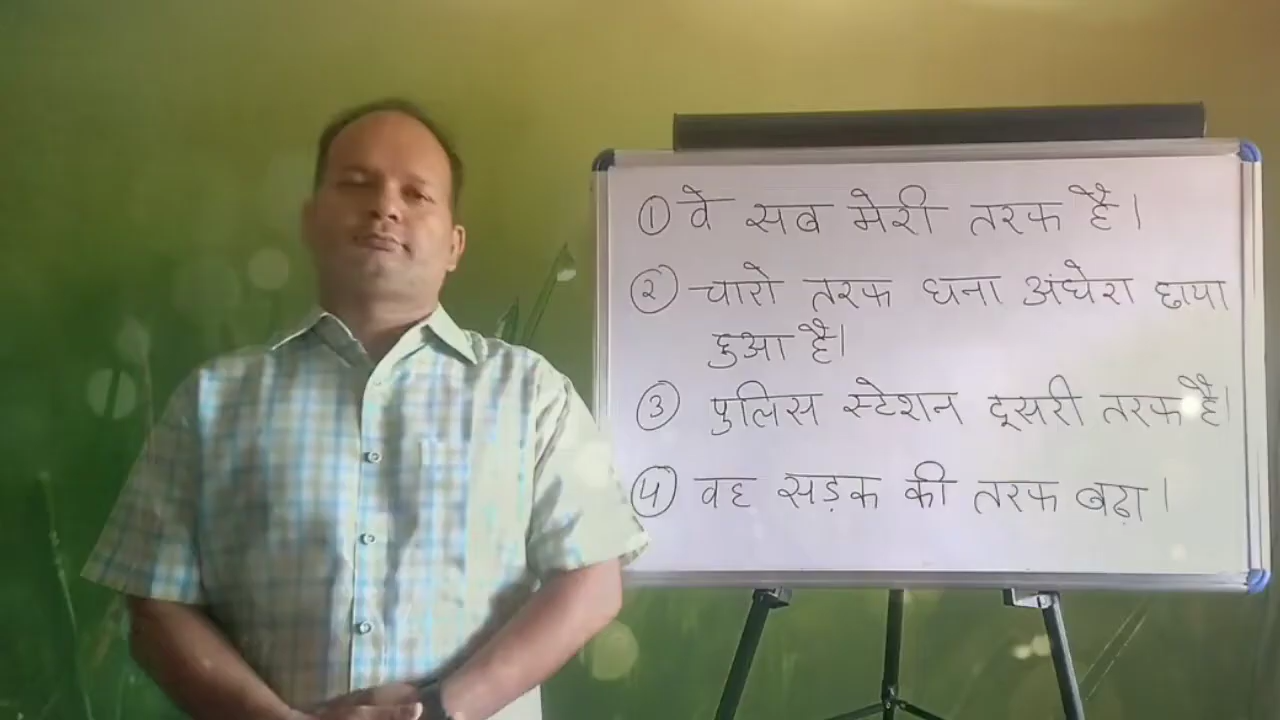 ① वे सब मेरी तरफ है।
② चारो तरफ घना अंधेरा छाया
हुआ है।
③ पुलिस स्टेशन दूसरी तरफ है।
④ वह सड़क की तरफ बढ़ा।